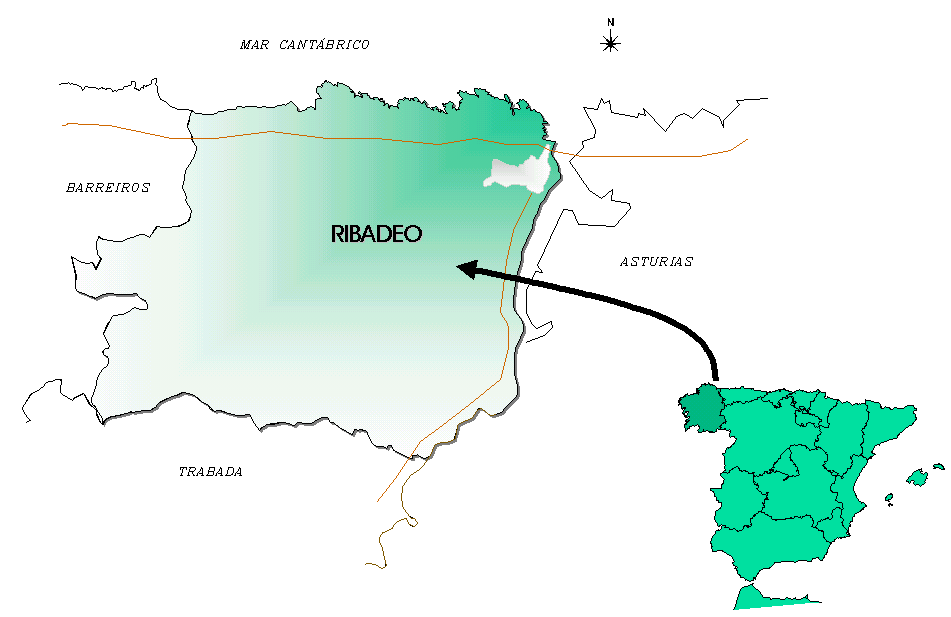 N
MAR CANTÁBRICO
BARREIROS
RIBADEO
ASTURIAS
TRABADA